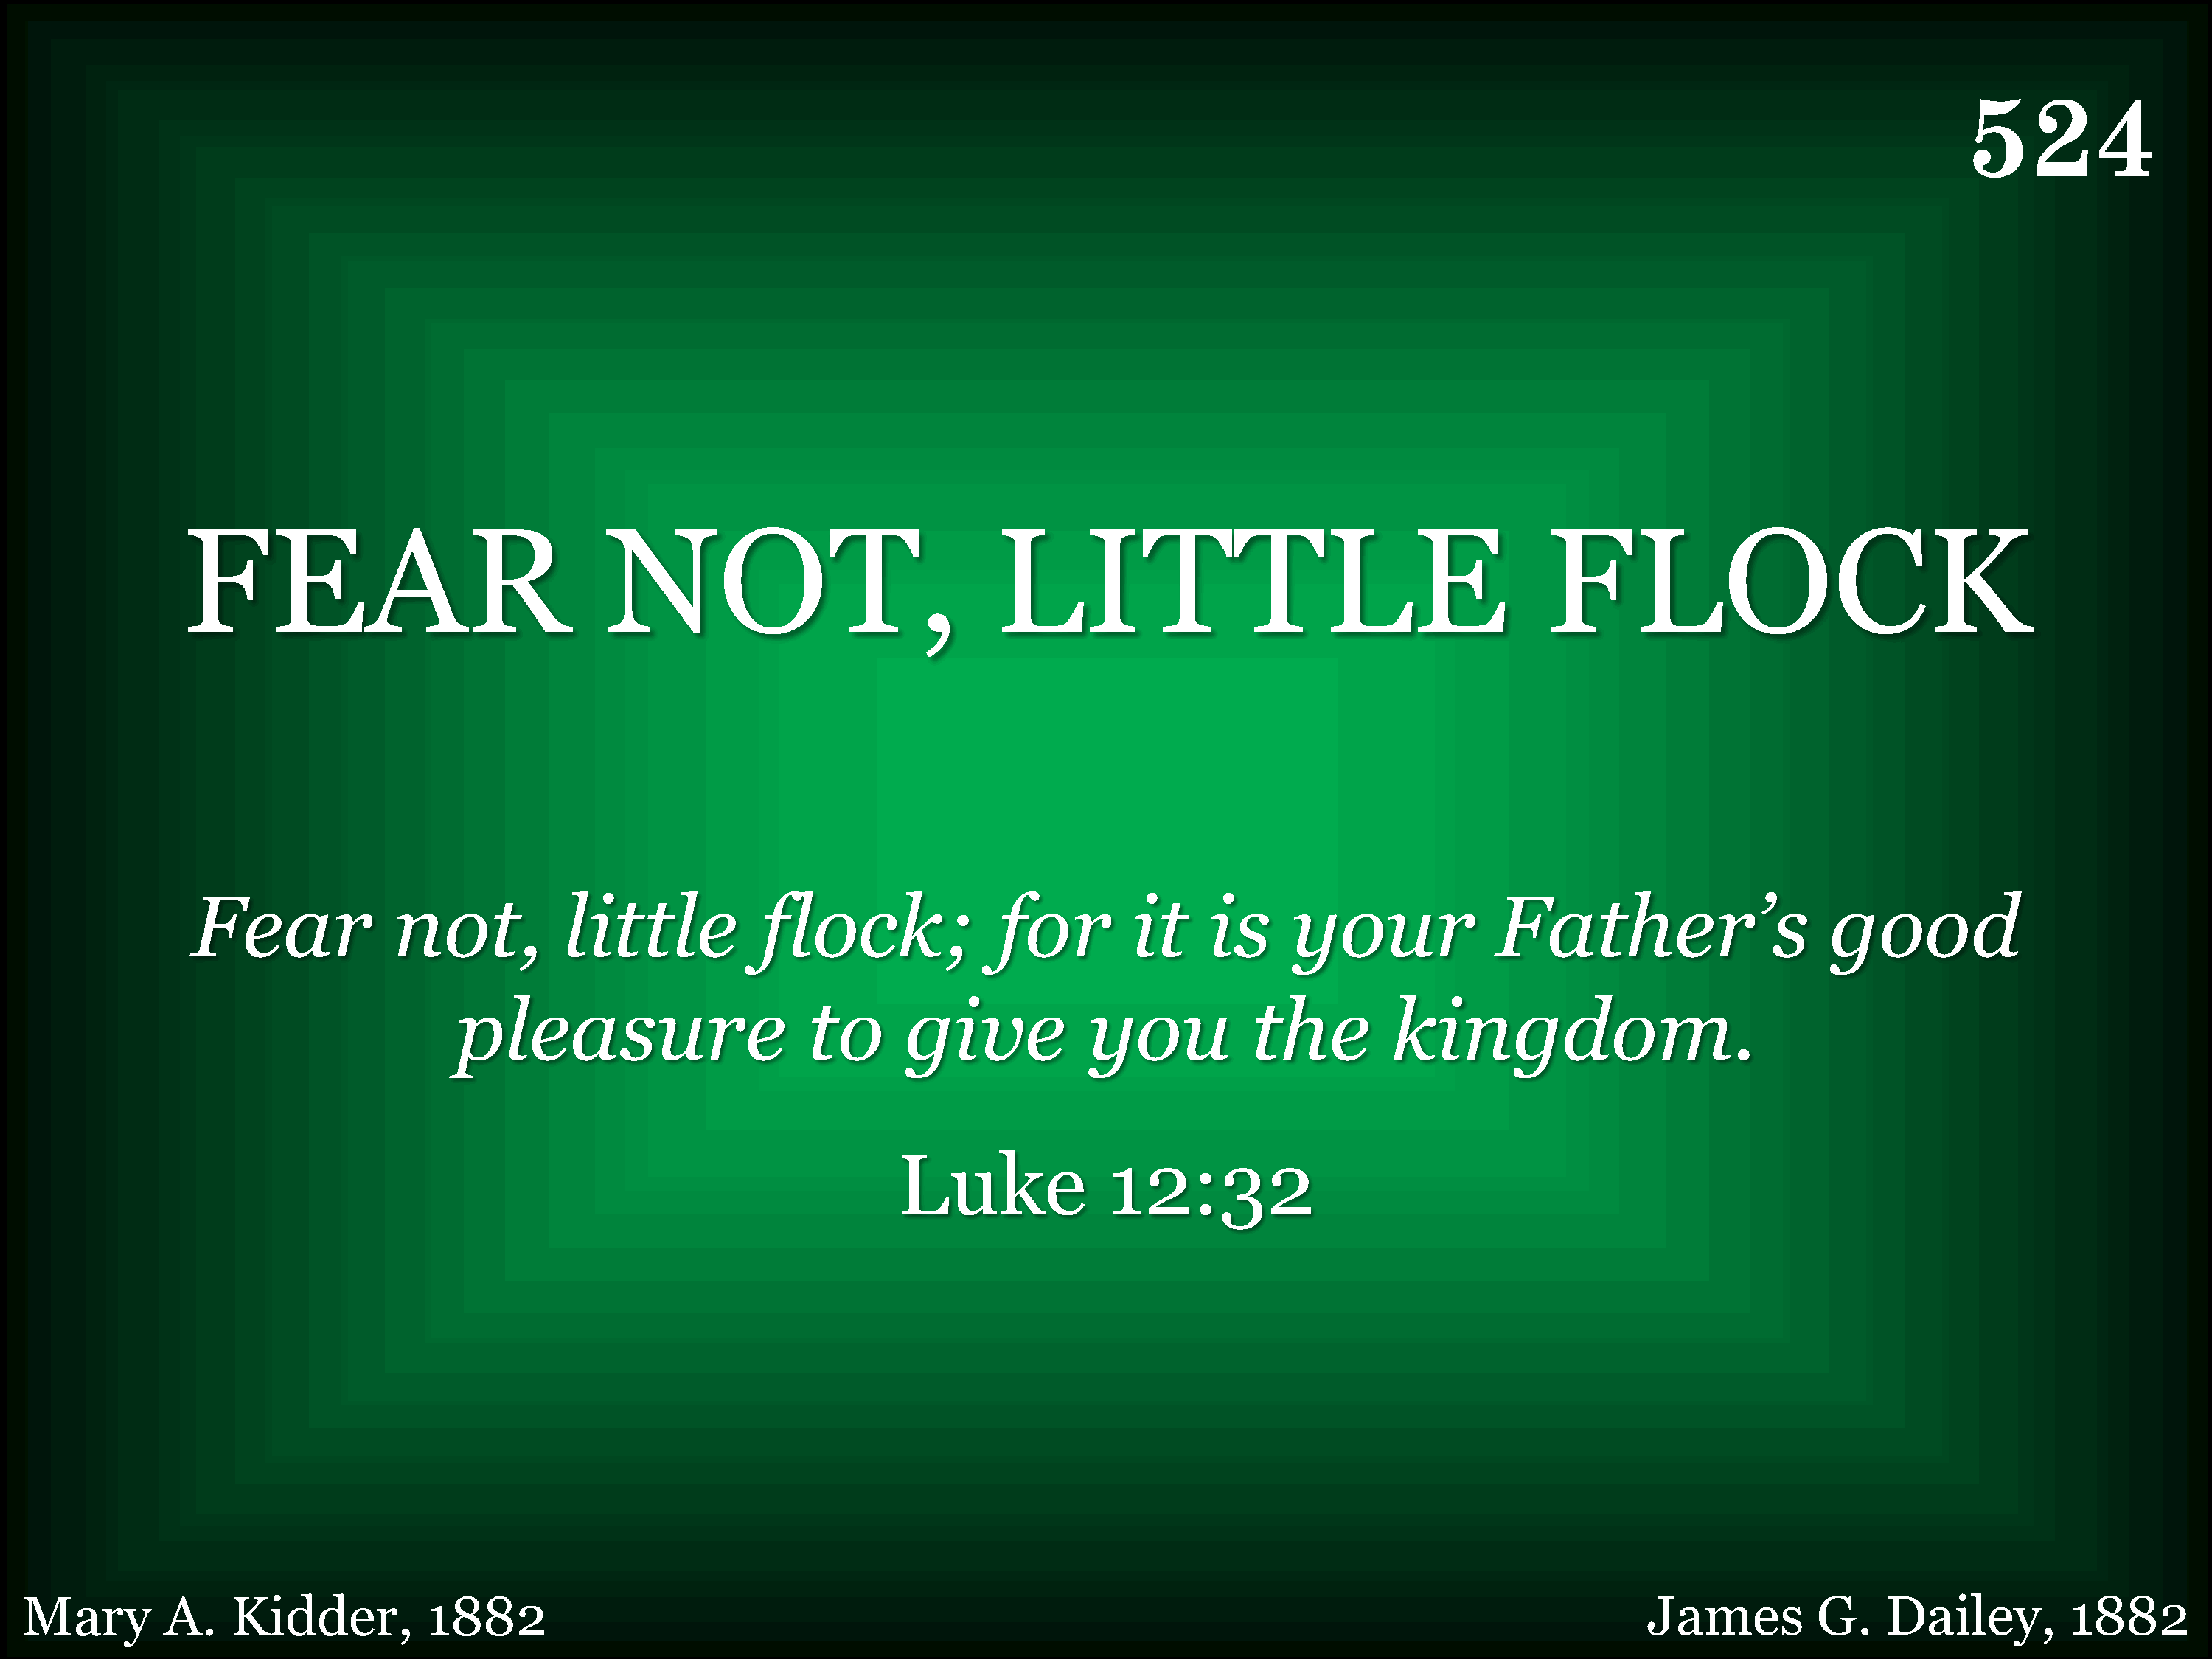 524
FEAR NOT, LITTLE FLOCK
Fear not, little flock; for it is your Father’s good
pleasure to give you the kingdom.
Luke 12:32
Mary A. Kidder, 1882
James G. Dailey, 1882